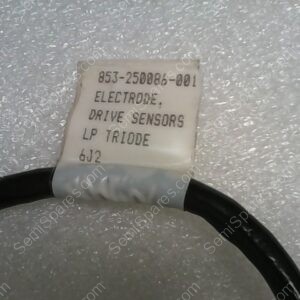 853-250086-001
ELECTRODE,
DRIVE SENSORS
LP TRIODE
6J2